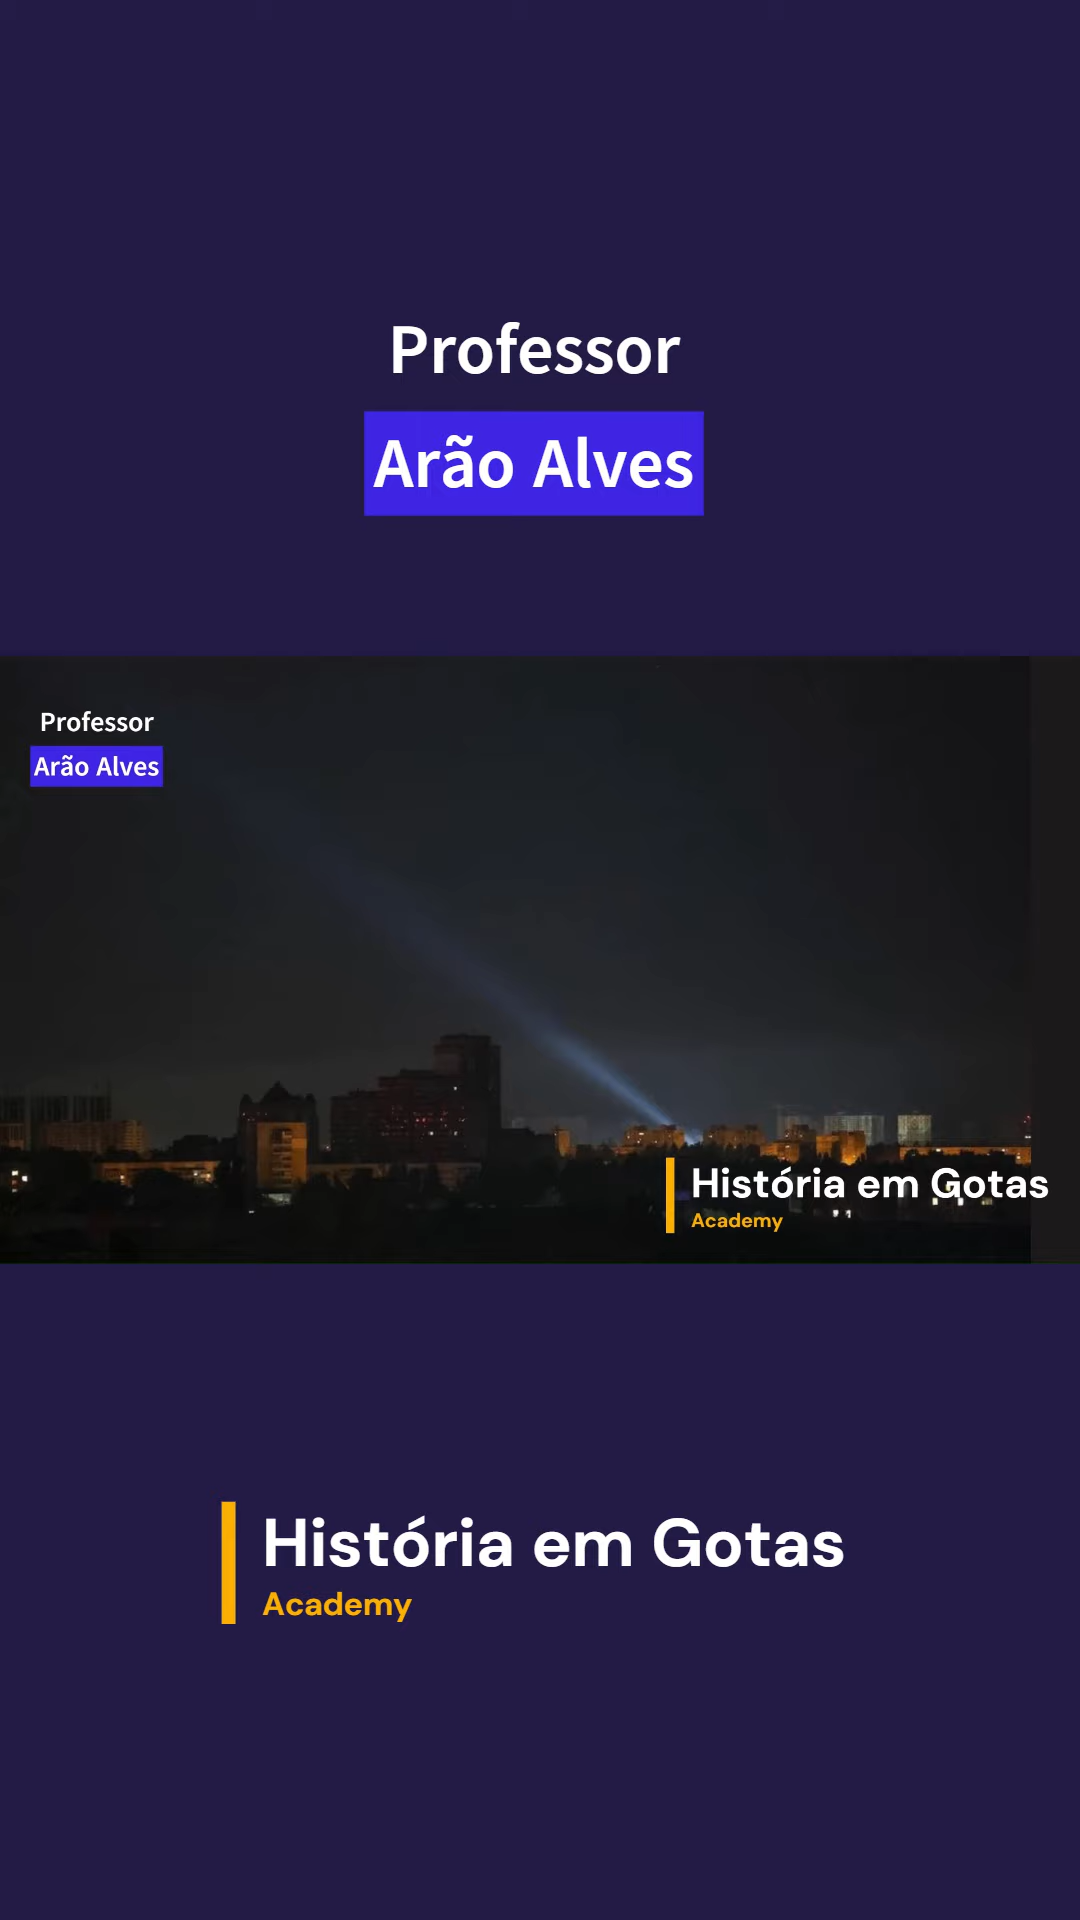 Professor
Arão Alves
Professor
Arão Alves
História em Gotas
Academy
História em Gotas
Academy